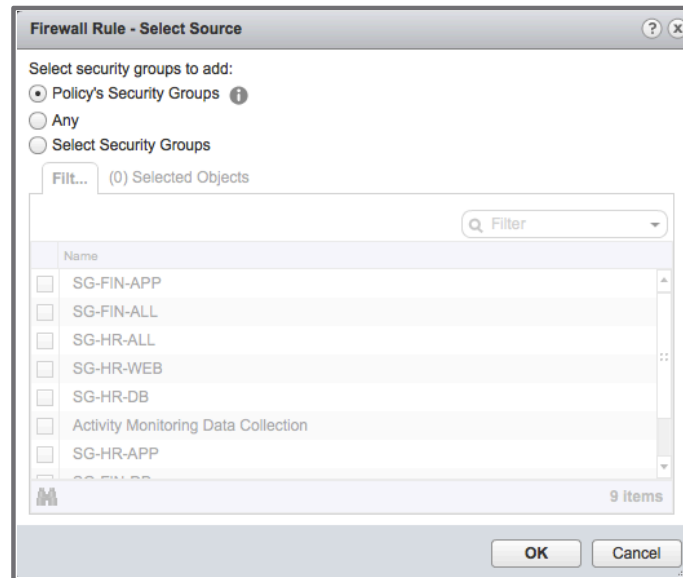 Firewall Rule - Select Source
Select security groups to add:
Policy's Security Groups
Any
Select Security Groups
Filt... (0) Selected Objects
Filter
Name
SG-FIN-APP
SG-FIN-ALL
SG-HR-ALL
SG-HR-WEB
SG-HR-DB
Activity Monitoring Data Collection
SG-HR-APP
9 items
OK Cancel